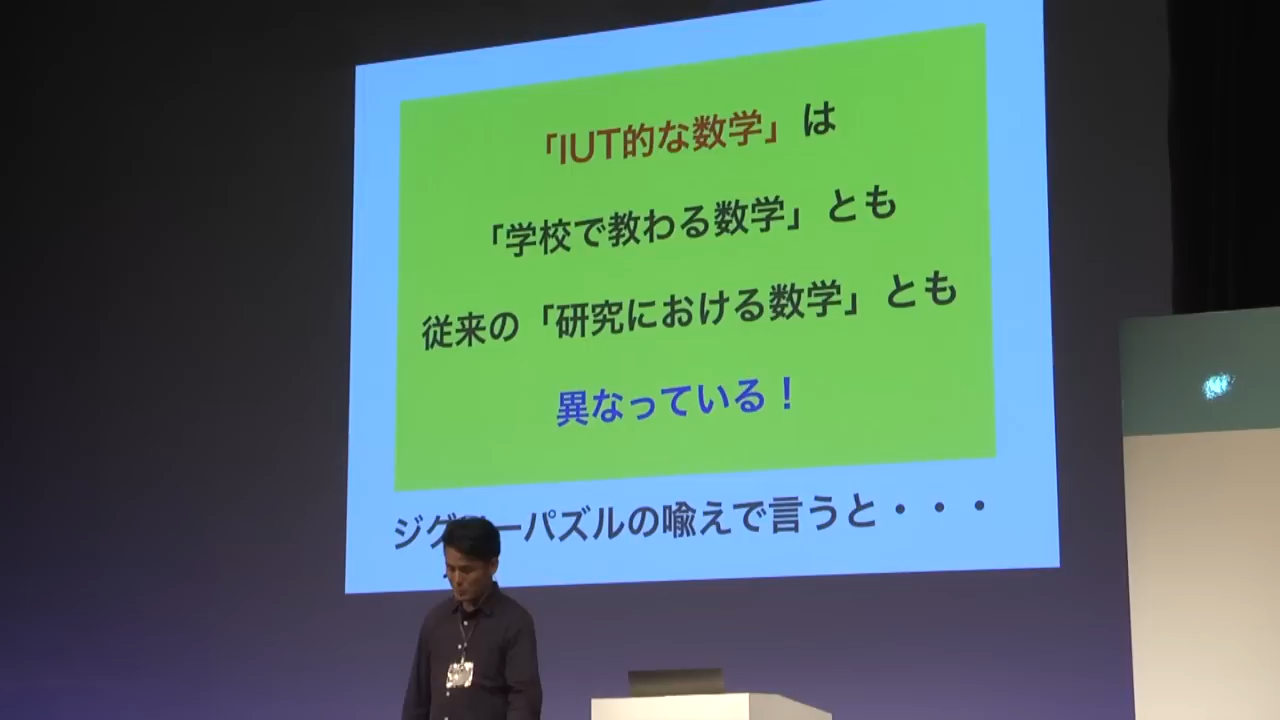 「IUT的な数学」は
「学校で教わる数学」とも
従来の「研究における数学」とも
異なっている！
ジグ ーパズルの喩えで言うと・・・